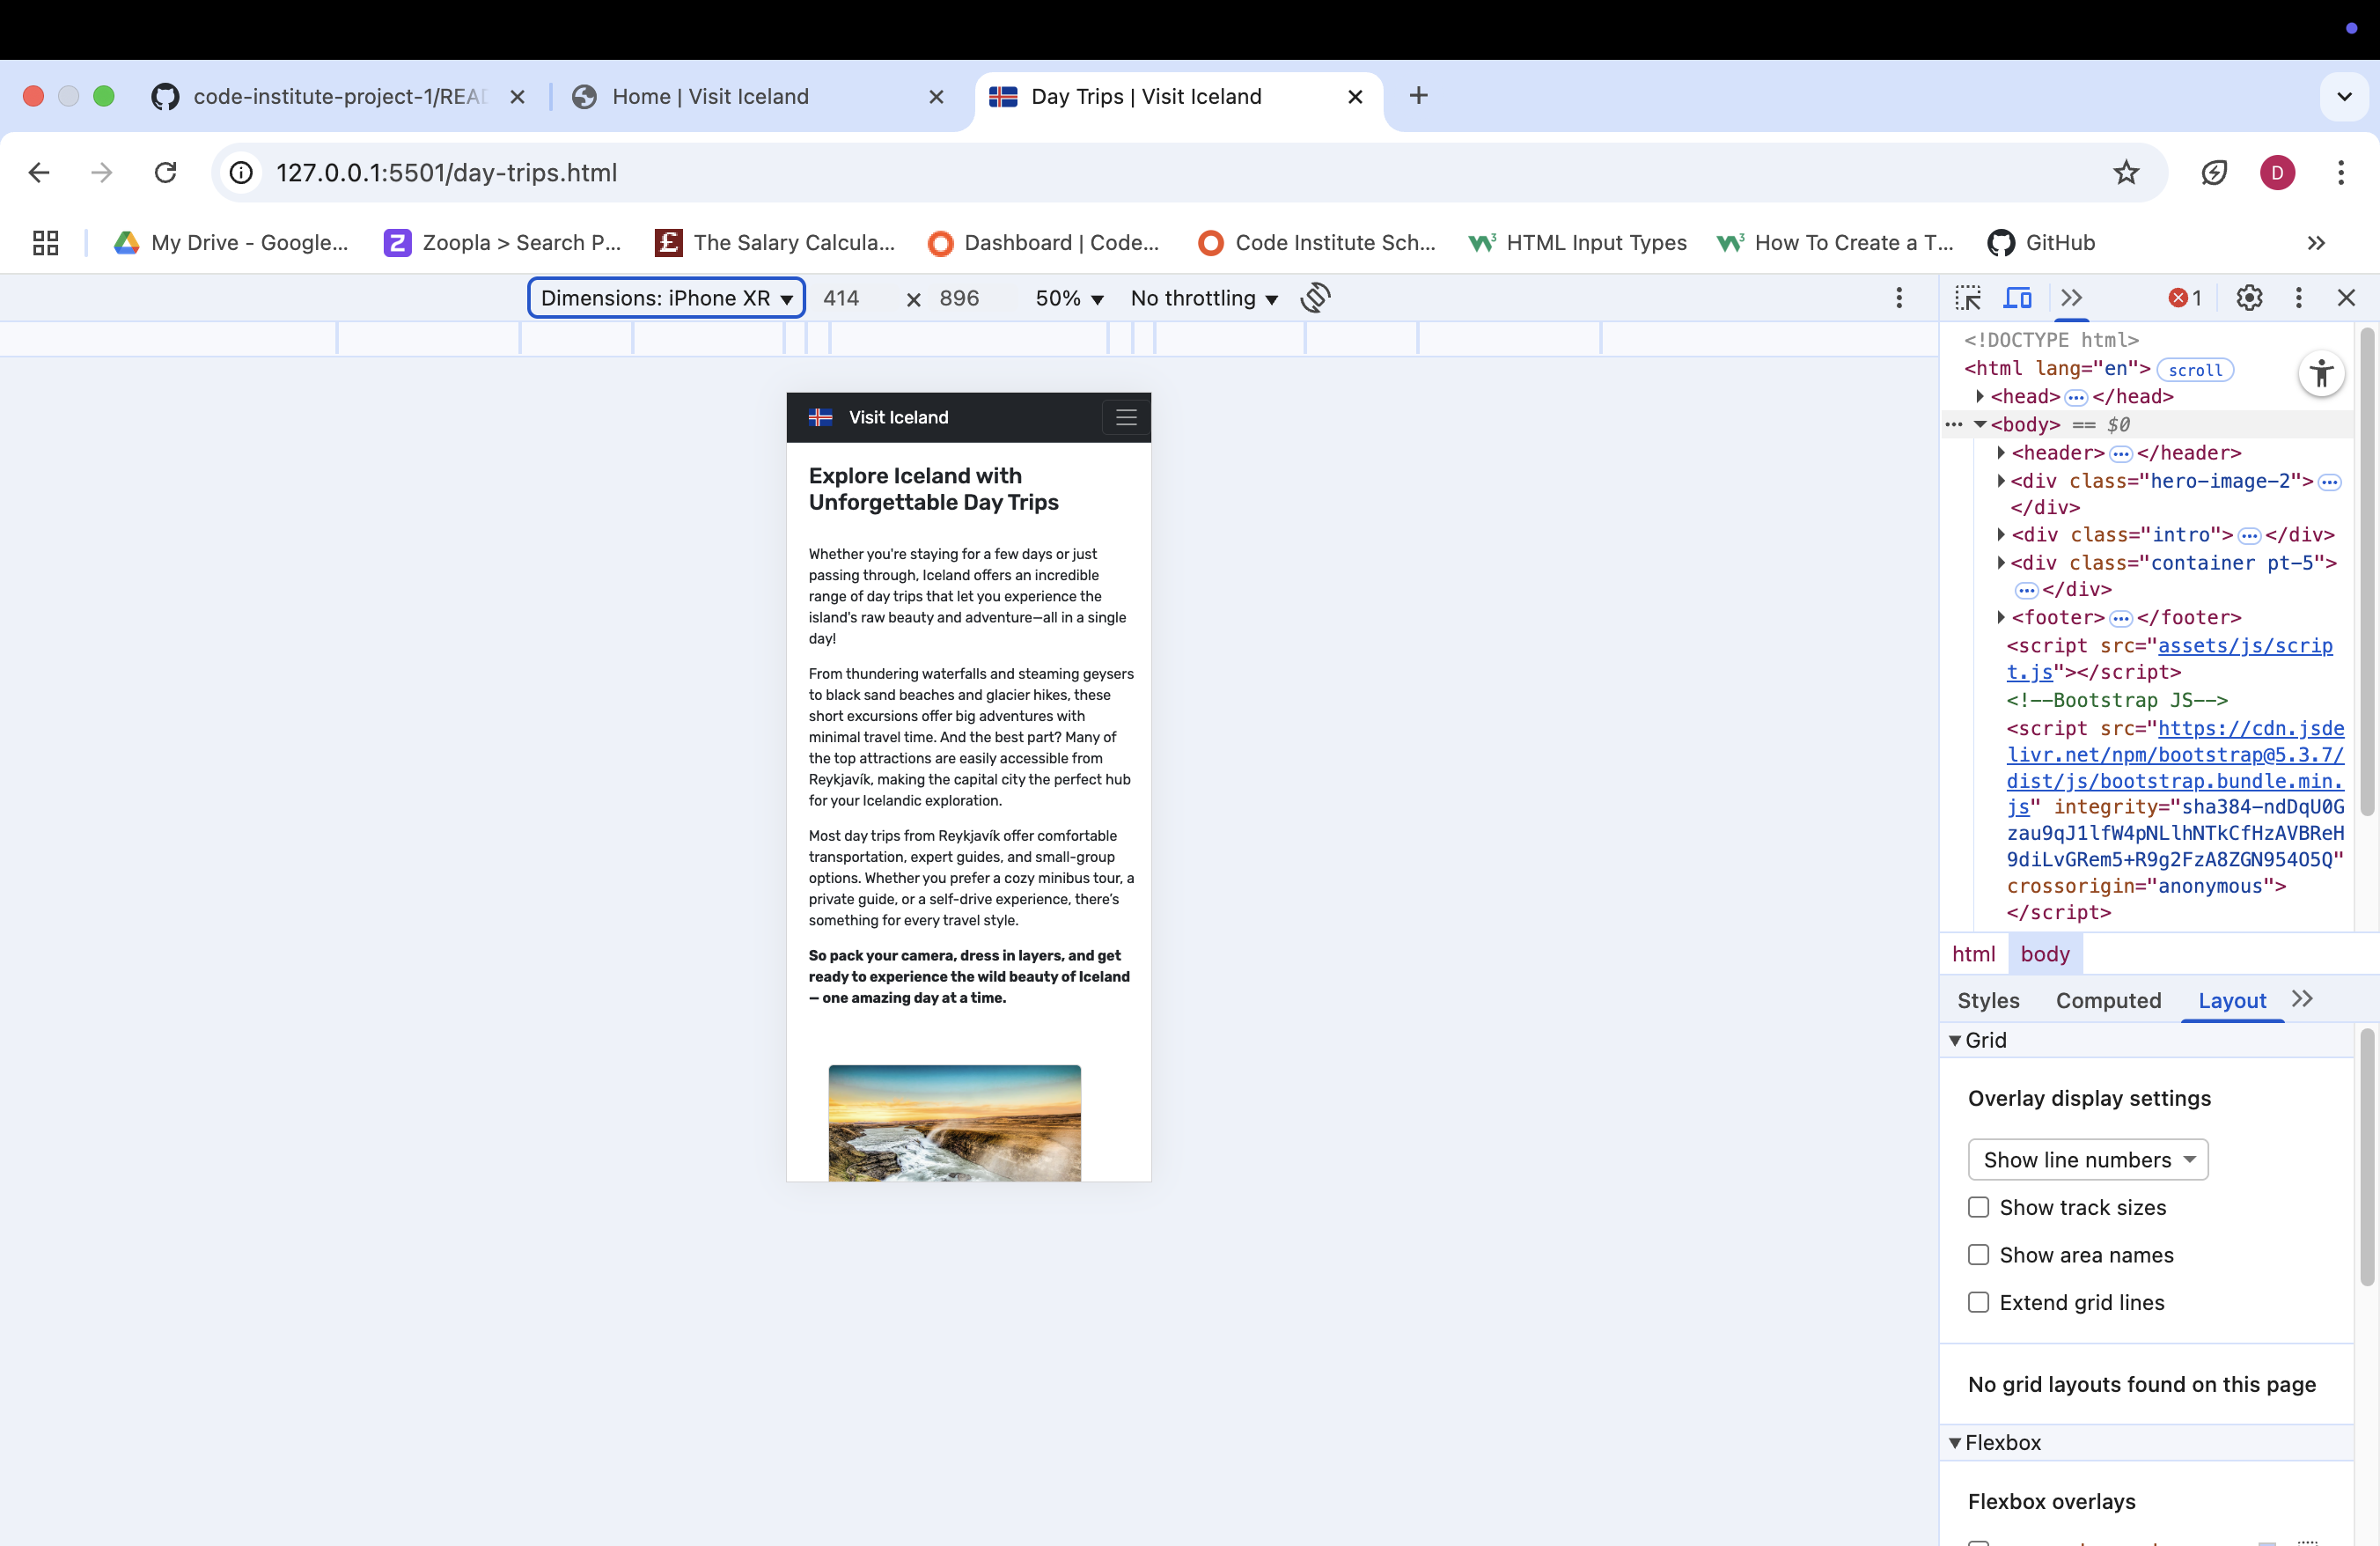 code-institute-project-1/REA
Home | Visit Iceland
Day Trips | Visit Iceland
127.0.0.1:5501/day-trips.html
D
My Drive - Google...
Zoopla > Search P...
The Salary Calcula...
Dashboard | Code...
Code Institute Sch...
HTML Input Types
How To Create a T...
GitHub
Dimensions: iPhone XR
414
×
896
50%
No throttling
1
Visit Iceland
Explore Iceland with
Unforgettable Day Trips
Whether you're staying for a few days or just
passing through, Iceland offers an incredible
range of day trips that let you experience the
island's raw beauty and adventure—all in a single
day!
From thundering waterfalls and steaming geysers
to black sand beaches and glacier hikes, these
short excursions offer big adventures with
minimal travel time. And the best part? Many of
the top attractions are easily accessible from
Reykjavík, making the capital city the perfect hub
for your Icelandic exploration.
Most day trips from Reykjavík offer comfortable
transportation, expert guides, and small-group
options. Whether you prefer a cozy minibus tour, a
private guide, or a self-drive experience, there's
something for every travel style.
So pack your camera, dress in layers, and get
ready to experience the wild beauty of Iceland
— one amazing day at a time.
<!DOCTYPE html>
<html lang="en"> scroll
<head> ··· </head>
··· <body> == $0
<header> ··· </header>
<div class="hero-image-2"> ···
</div>
<div class="intro"> ··· </div>
<div class="container pt-5">
··· </div>
<footer> ··· </footer>
<script src="assets/js/scrip
t.js"></script>
<!--Bootstrap JS-->
<script src="https://cdn.jsde
livr.net/npm/bootstrap@5.3.7/
dist/js/bootstrap.bundle.min.
js" integrity="sha384-ndDqU0G
zau9qJ1lfW4pNLlhNTkCfHzAVBReH
9diLvGRem5+R9g2FzA8ZGN954O5Q"
crossorigin="anonymous">
</script>
html
body
Styles
Computed
Layout
Grid
Overlay display settings
Show line numbers
Show track sizes
Show area names
Extend grid lines
No grid layouts found on this page
Flexbox
Flexbox overlays